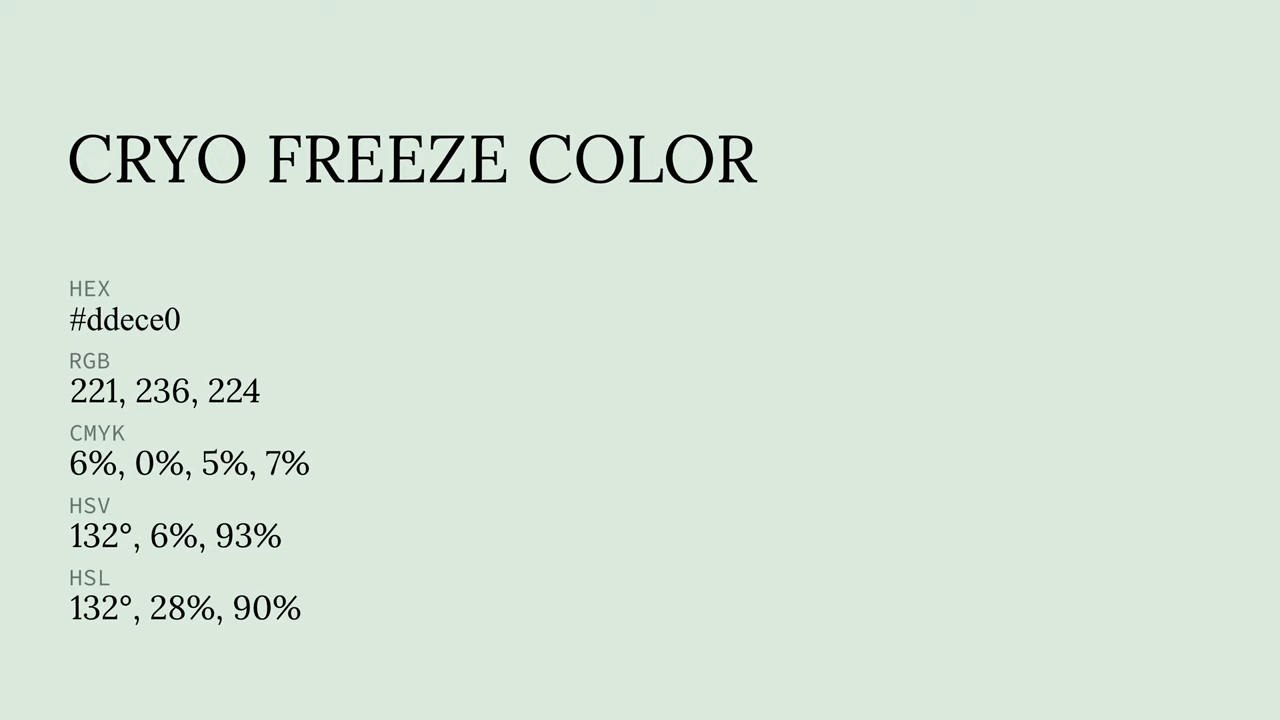 CRYO FREEZE COLOR
HEX
#ddece0
RGB
221, 236, 224
CMYK
6%, 0%, 5%, 7%
HSV
132°, 6%, 93%
HSL
132°, 28%, 90%